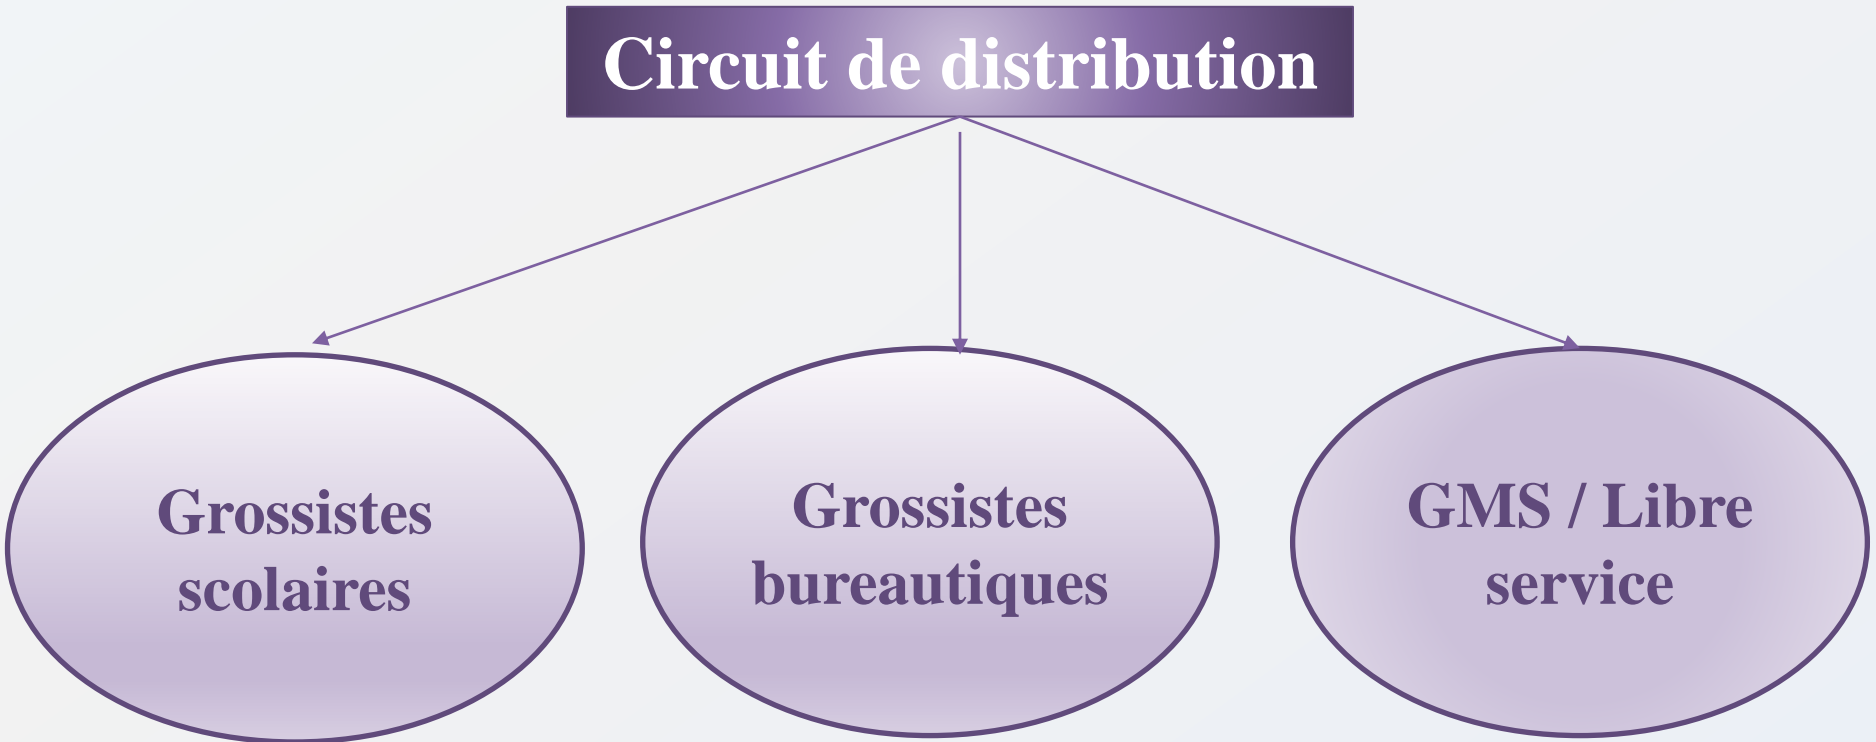 Circuit de distribution
Grossistes
scolaires
Grossistes
bureautiques
GMS / Libre
service